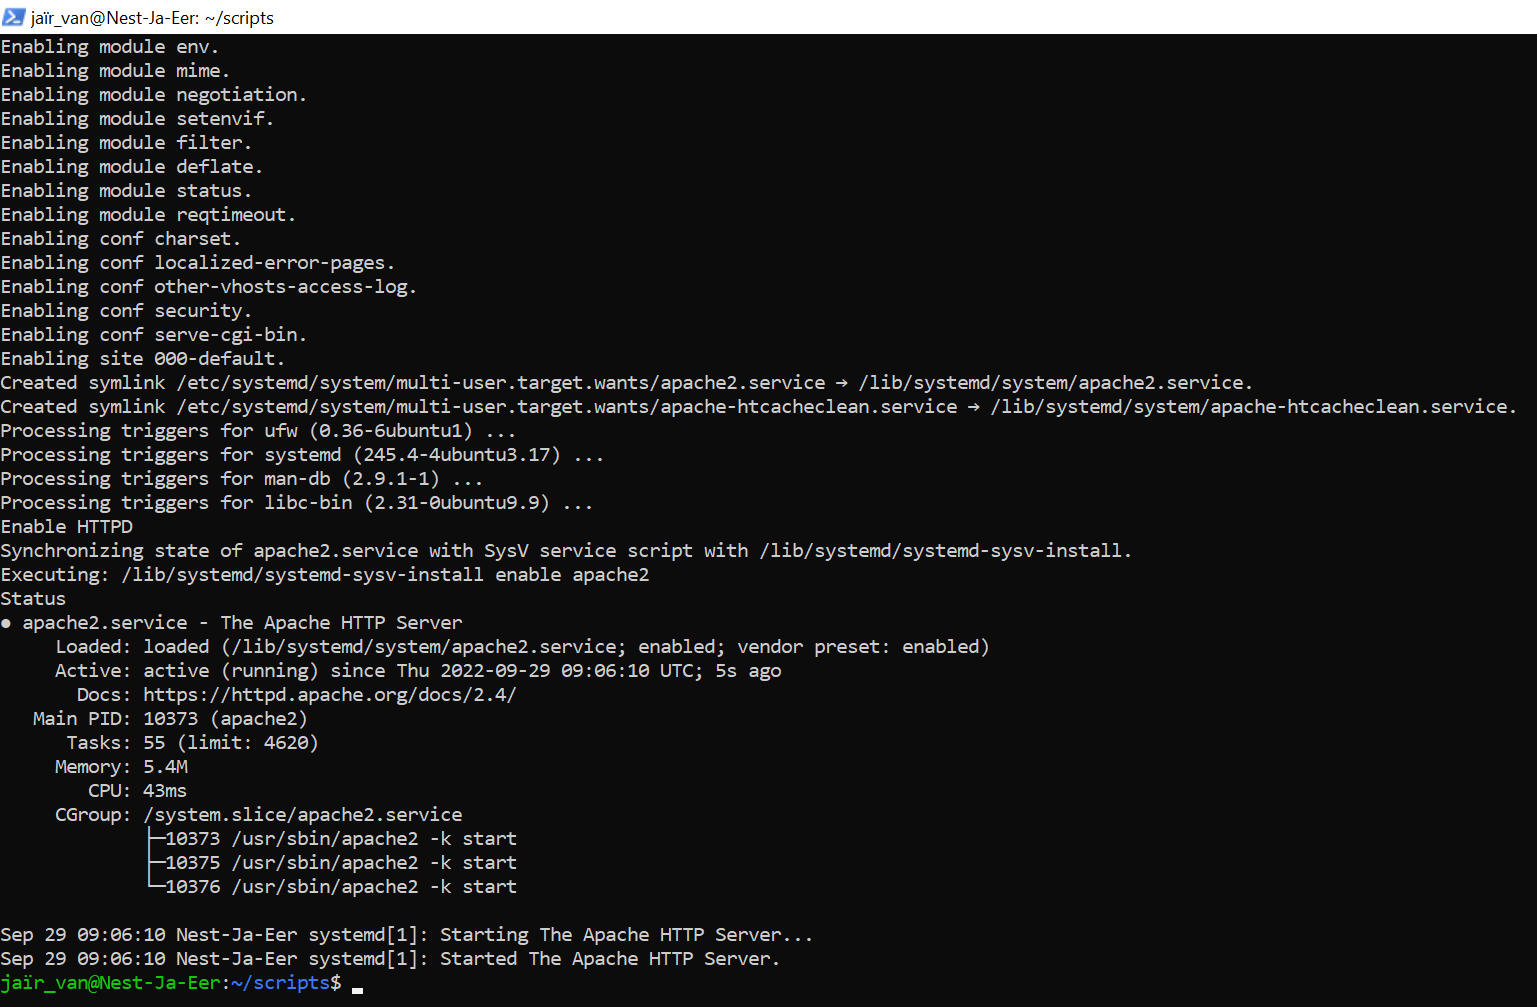 jaïr_van@Nest-Ja-Eer: ~/scripts
Enabling module env.
Enabling module mime.
Enabling module negotiation.
Enabling module setenvif.
Enabling module filter.
Enabling module deflate.
Enabling module status.
Enabling module reqtimeout.
Enabling conf charset.
Enabling conf localized-error-pages.
Enabling conf other-vhosts-access-log.
Enabling conf security.
Enabling conf serve-cgi-bin.
Enabling site 000-default.
Created symlink /etc/systemd/system/multi-user.target.wants/apache2.service → /lib/systemd/system/apache2.service.
Created symlink /etc/systemd/system/multi-user.target.wants/apache-htcacheclean.service → /lib/systemd/system/apache-htcacheclean.service.
Processing triggers for ufw (0.36-6ubuntu1) ...
Processing triggers for systemd (245.4-4ubuntu3.17) ...
Processing triggers for man-db (2.9.1-1) ...
Processing triggers for libc-bin (2.31-0ubuntu9.9) ...
Enable HTTPD
Synchronizing state of apache2.service with SysV service script with /lib/systemd/systemd-sysv-install.
Executing: /lib/systemd/systemd-sysv-install enable apache2
Status
● apache2.service - The Apache HTTP Server
     Loaded: loaded (/lib/systemd/system/apache2.service; enabled; vendor preset: enabled)
     Active: active (running) since Thu 2022-09-29 09:06:10 UTC; 5s ago
       Docs: https://httpd.apache.org/docs/2.4/
   Main PID: 10373 (apache2)
      Tasks: 55 (limit: 4620)
     Memory: 5.4M
        CPU: 43ms
     CGroup: /system.slice/apache2.service
             ├─10373 /usr/sbin/apache2 -k start
             ├─10375 /usr/sbin/apache2 -k start
             └─10376 /usr/sbin/apache2 -k start
Sep 29 09:06:10 Nest-Ja-Eer systemd[1]: Starting The Apache HTTP Server...
Sep 29 09:06:10 Nest-Ja-Eer systemd[1]: Started The Apache HTTP Server.
jaïr_van@Nest-Ja-Eer:~/scripts$